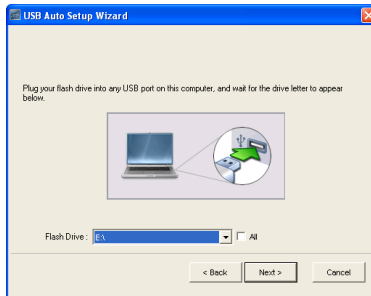 USB Auto Setup Wizard
Plug your flash drive into any USB port on this computer, and wait for the drive letter to appear
below.
Flash Drive : E:\ All
< Back Next > Cancel